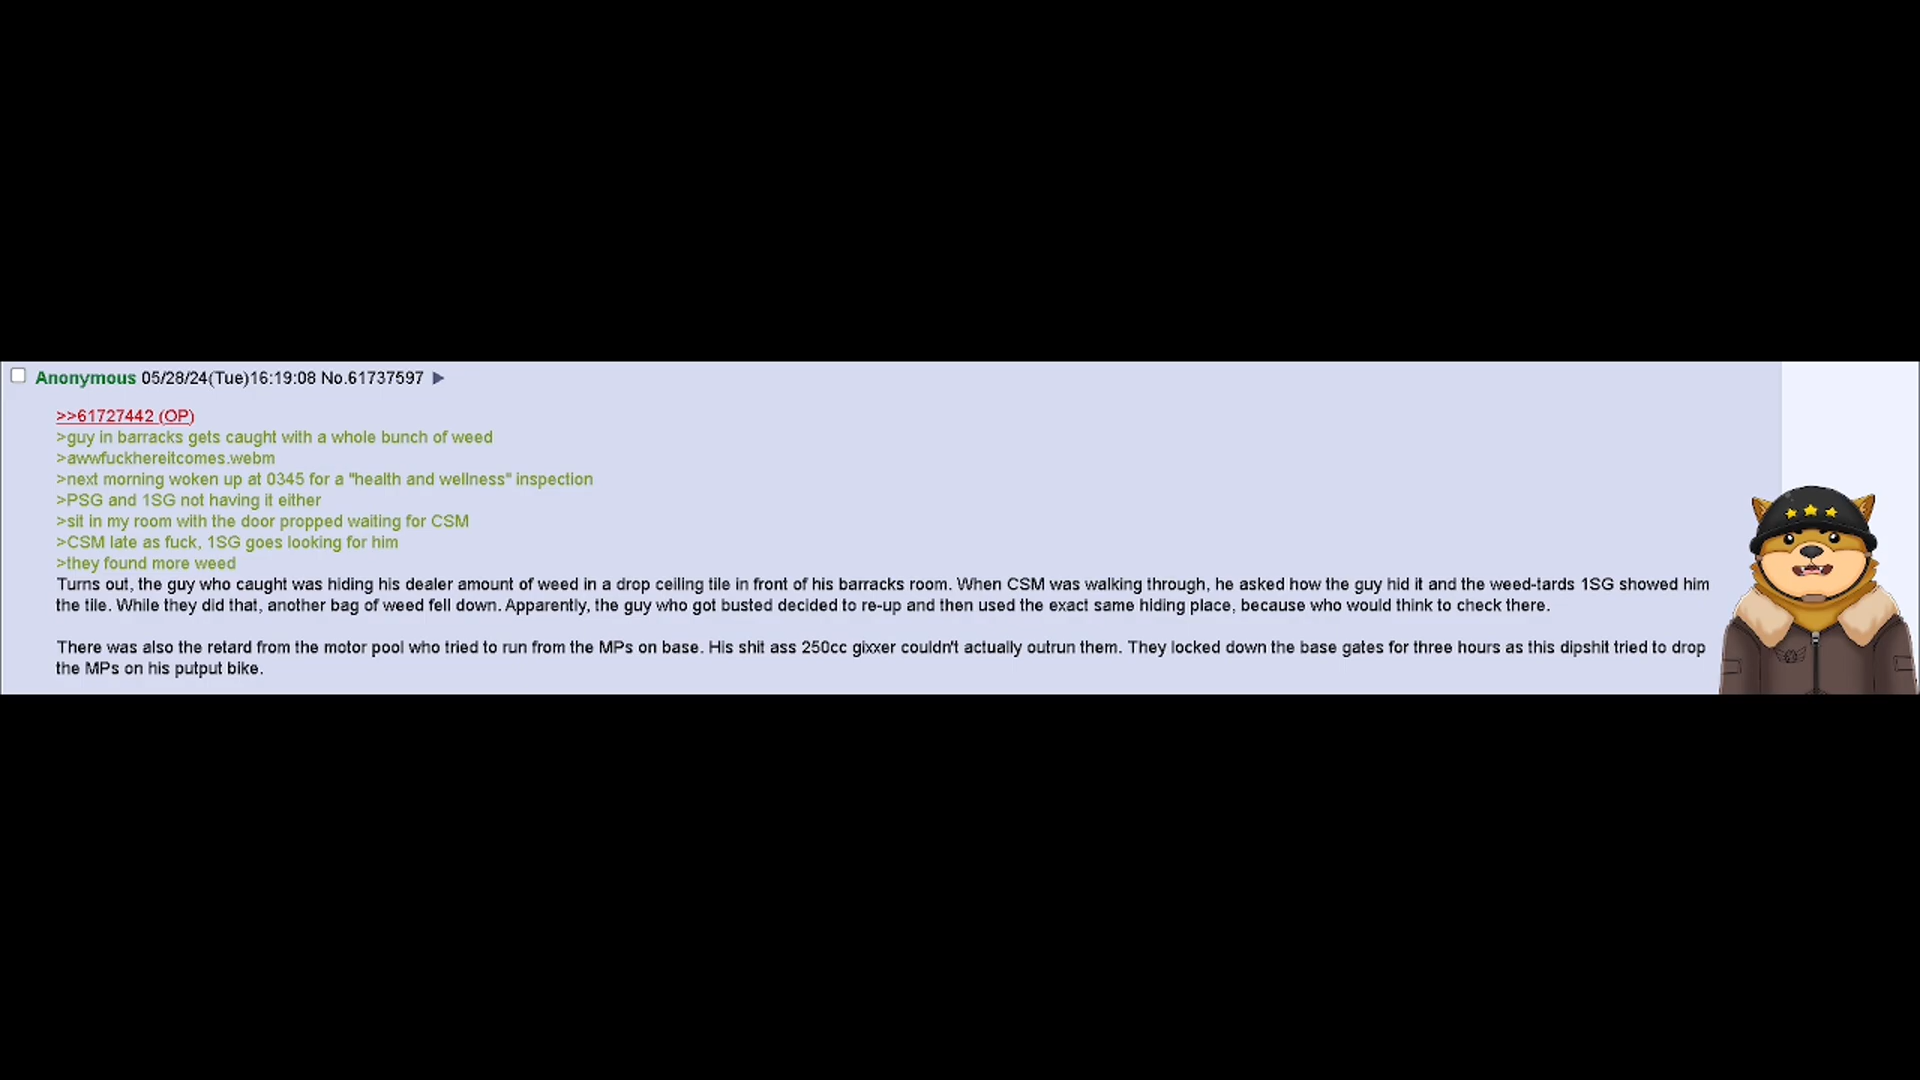 Anonymous 05/28/24(Tue)16:19:08 No.61737597 ▶
>>61727442 (OP)
>guy in barracks gets caught with a whole bunch of weed
>awwfuckhereitcomes.webm
>next morning woken up at 0345 for a "health and wellness" inspection
>PSG and 1SG not having it either
>sit in my room with the door propped waiting for CSM
>CSM late as fuck, 1SG goes looking for him
>they found more weed
Turns out, the guy who caught was hiding his dealer amount of weed in a drop ceiling tile in front of his barracks room. When CSM was walking through, he asked how the guy hid it and the weed-tards 1SG showed him
the tile. While they did that, another bag of weed fell down. Apparently, the guy who got busted decided to re-up and then used the exact same hiding place, because who would think to check there.
There was also the retard from the motor pool who tried to run from the MPs on base. His shit ass 250cc gixxer couldn't actually outrun them. They locked down the base gates for three hours as this dipshit tried to drop
the MPs on his putput bike.